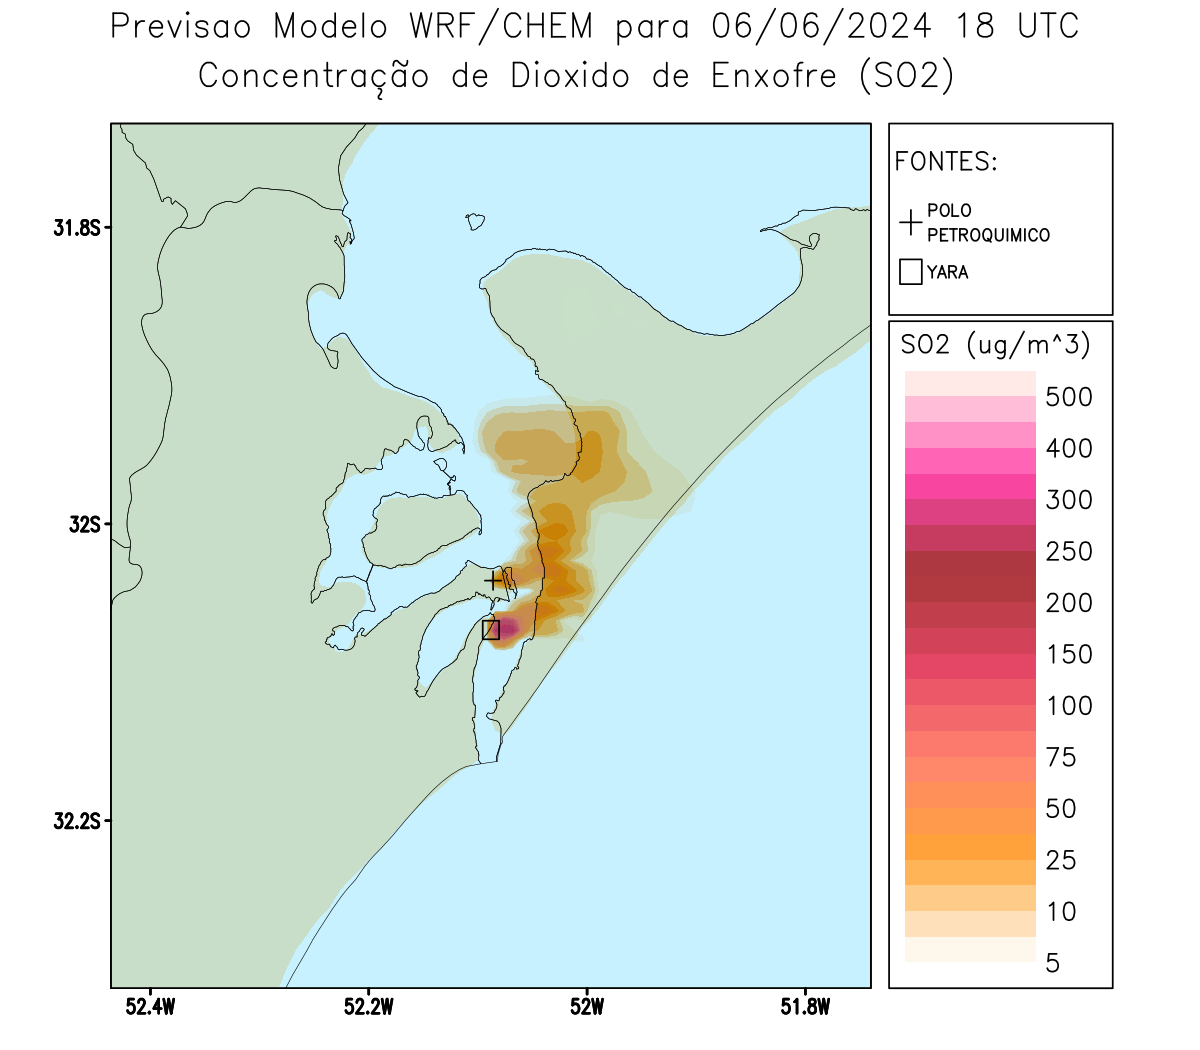 Previsao Modelo WRF/CHEM para 06/06/2024 18 UTC
Concentração de Dioxido de Enxofre (SO2)
FONTES:
POLO
PETROQUIMICO
YARA
SO2 (ug/m^3)
500
400
300
250
200
150
100
75
50
25
10
5
31.8S
32S
32.2S
52.4W
52.2W
52W
51.8W